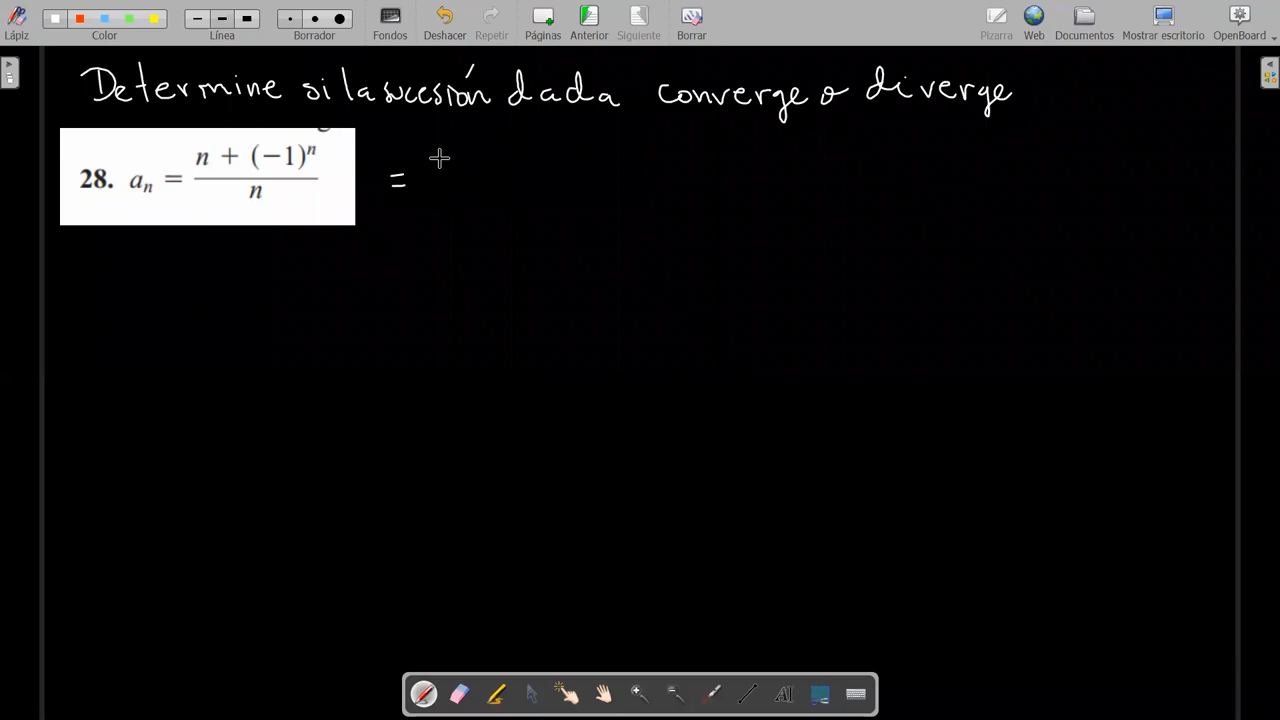 Lápiz Color Línea Borrador Fondos Deshacer Repetir Páginas Anterior Siguiente Borrar Pizarra Web Documentos Mostrar escritorio OpenBoard
Determine si la sucesión dada converge o diverge
28. aₙ = (n + (−1)ⁿ)/n =